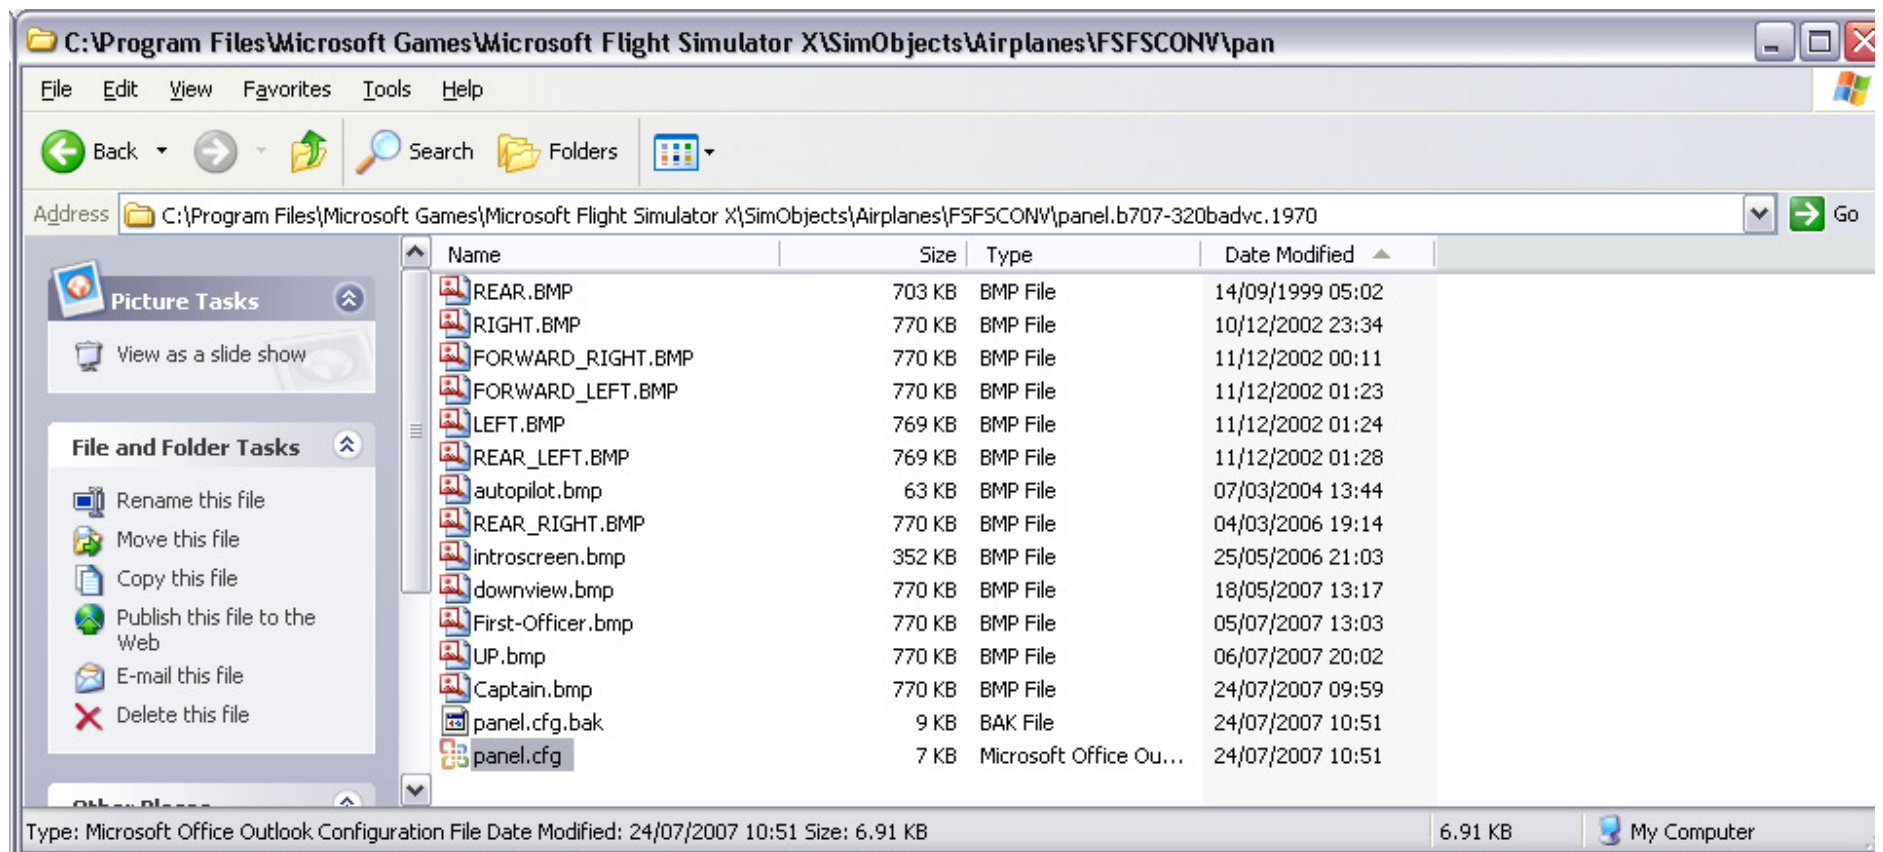 C:\Program Files\Microsoft Games\Microsoft Flight Simulator X\SimObjects\Airplanes\FSFSCONV\pan
File Edit View Favorites Tools Help
Back Search Folders
Address C:\Program Files\Microsoft Games\Microsoft Flight Simulator X\SimObjects\Airplanes\FSFSCONV\panel.b707-320badvc.1970 Go
Picture Tasks
View as a slide show
File and Folder Tasks
Rename this file
Move this file
Copy this file
Publish this file to the
Web
E-mail this file
Delete this file
Name Size Type Date Modified
REAR.BMP 703 KB BMP File 14/09/1999 05:02
RIGHT.BMP 770 KB BMP File 10/12/2002 23:34
FORWARD_RIGHT.BMP 770 KB BMP File 11/12/2002 00:11
FORWARD_LEFT.BMP 770 KB BMP File 11/12/2002 01:23
LEFT.BMP 769 KB BMP File 11/12/2002 01:24
REAR_LEFT.BMP 769 KB BMP File 11/12/2002 01:28
autopilot.bmp 63 KB BMP File 07/03/2004 13:44
REAR_RIGHT.BMP 770 KB BMP File 04/03/2006 19:14
introscreen.bmp 352 KB BMP File 25/05/2006 21:03
downview.bmp 770 KB BMP File 18/05/2007 13:17
First-Officer.bmp 770 KB BMP File 05/07/2007 13:03
UP.bmp 770 KB BMP File 06/07/2007 20:02
Captain.bmp 770 KB BMP File 24/07/2007 09:59
panel.cfg.bak 9 KB BAK File 24/07/2007 10:51
panel.cfg 7 KB Microsoft Office Ou... 24/07/2007 10:51
Type: Microsoft Office Outlook Configuration File Date Modified: 24/07/2007 10:51 Size: 6.91 KB 6.91 KB My Computer